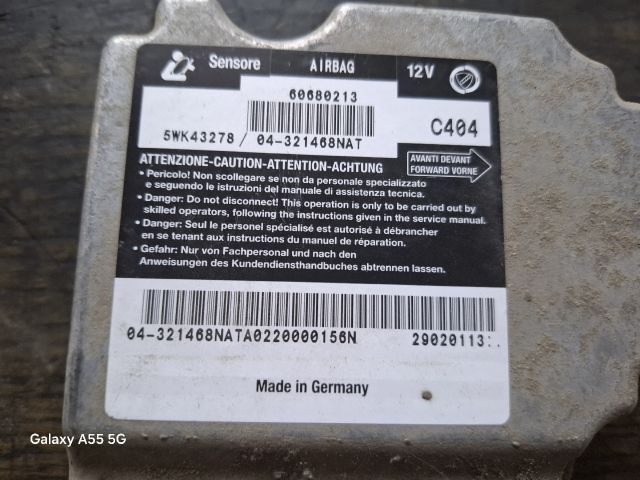 Sensore AIRBAG 12V
60680213
5WK43278 / 04-321468NAT C404
ATTENZIONE-CAUTION-ATTENTION-ACHTUNG
AVANTI DEVANT
FORWARD VORNE
• Pericolo! Non scollegare se non da personale specializzato
e seguendo le istruzioni del manuale di assistenza tecnica.
• Danger: Do not disconnect! This operation is only to be carried out by
skilled operators, following the instructions given in the service manual.
• Danger: Seul le personel spécialisé est autorisé à débrancher
en se tenant aux instructions du manuel de réparation.
• Gefahr: Nur von Fachpersonal und nach den
Anweisungen des Kundendiensthandbuches abtrennen lassen.
04-321468NATA0220000156N 29020113:.
Made in Germany
Galaxy A55 5G